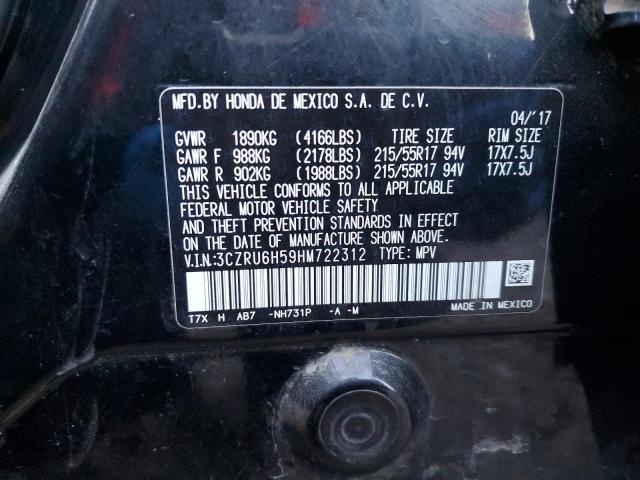 MFD.BY HONDA DE MEXICO S.A. DE C.V.
04/'17
GVWR 1890KG (4166LBS) TIRE SIZE RIM SIZE
GAWR F 988KG (2178LBS) 215/55R17 94V 17X7.5J
GAWR R 902KG (1988LBS) 215/55R17 94V 17X7.5J
THIS VEHICLE CONFORMS TO ALL APPLICABLE
FEDERAL MOTOR VEHICLE SAFETY
AND THEFT PREVENTION STANDARDS IN EFFECT
ON THE DATE OF MANUFACTURE SHOWN ABOVE.
V.I.N:3CZRU6H59HM722312 TYPE: MPV
T7X H AB7 -NH731P -A -M
MADE IN MEXICO